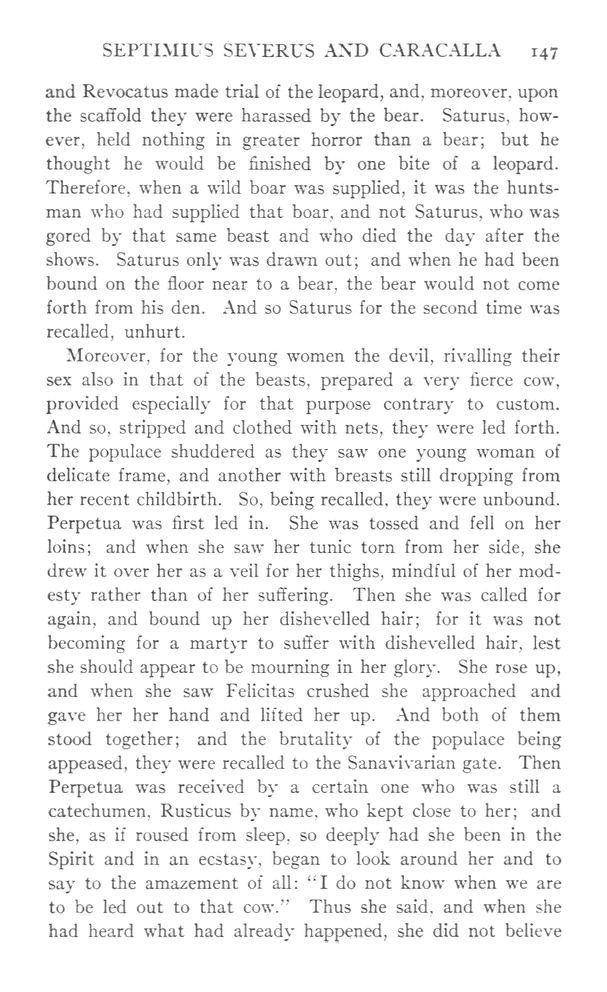 SEPTIMIUS SEVERUS AND CARACALLA 147
and Revocatus made trial of the leopard, and, moreover, upon
the scaffold they were harassed by the bear. Saturus, how-
ever, held nothing in greater horror than a bear; but he
thought he would be finished by one bite of a leopard.
Therefore, when a wild boar was supplied, it was the hunts-
man who had supplied that boar, and not Saturus, who was
gored by that same beast and who died the day after the
shows. Saturus only was drawn out; and when he had been
bound on the floor near to a bear, the bear would not come
forth from his den. And so Saturus for the second time was
recalled, unhurt.
Moreover, for the young women the devil, rivalling their
sex also in that of the beasts, prepared a very fierce cow,
provided especially for that purpose contrary to custom.
And so, stripped and clothed with nets, they were led forth.
The populace shuddered as they saw one young woman of
delicate frame, and another with breasts still dropping from
her recent childbirth. So, being recalled, they were unbound.
Perpetua was first led in. She was tossed and fell on her
loins; and when she saw her tunic torn from her side, she
drew it over her as a veil for her thighs, mindful of her mod-
esty rather than of her suffering. Then she was called for
again, and bound up her dishevelled hair; for it was not
becoming for a martyr to suffer with dishevelled hair, lest
she should appear to be mourning in her glory. She rose up,
and when she saw Felicitas crushed she approached and
gave her her hand and lifted her up. And both of them
stood together; and the brutality of the populace being
appeased, they were recalled to the Sanavivarian gate. Then
Perpetua was received by a certain one who was still a
catechumen, Rusticus by name, who kept close to her; and
she, as if roused from sleep, so deeply had she been in the
Spirit and in an ecstasy, began to look around her and to
say to the amazement of all: “I do not know when we are
to be led out to that cow.” Thus she said, and when she
had heard what had already happened, she did not believe